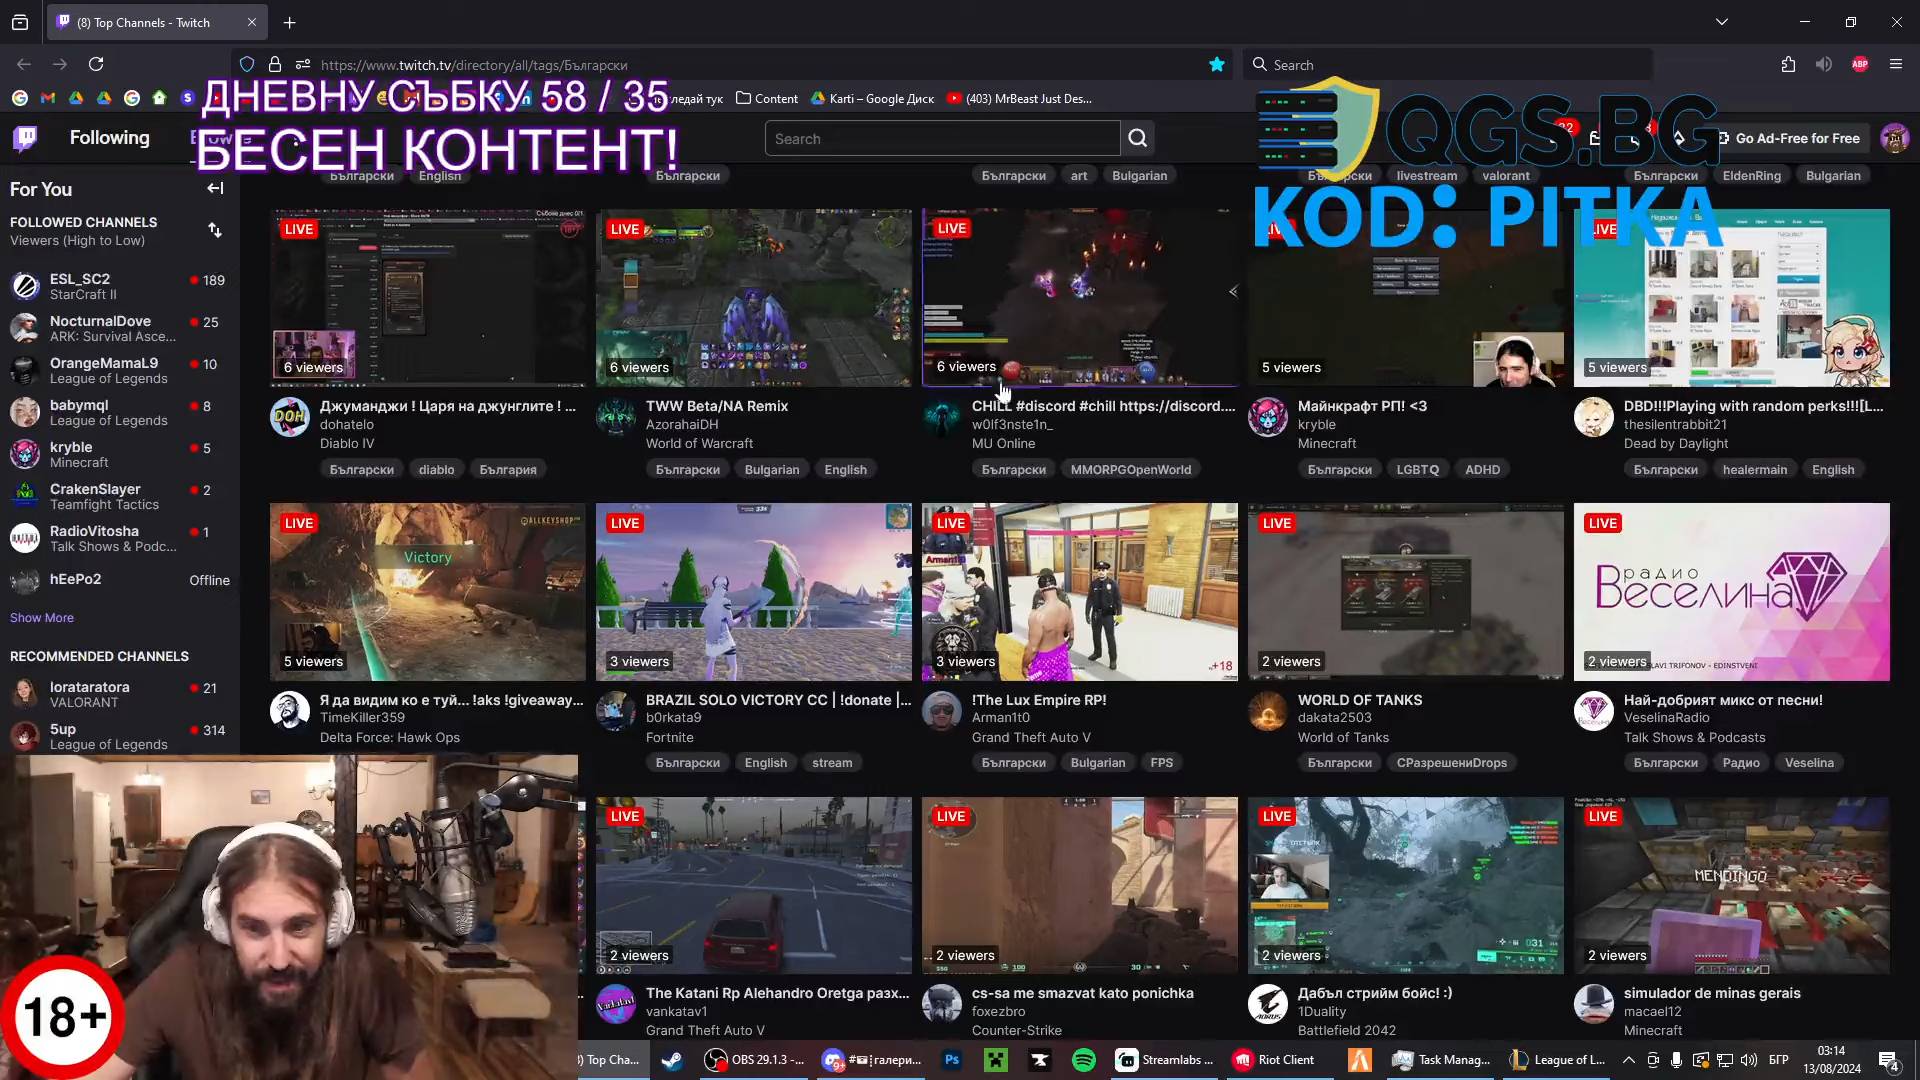 (8) Top Channels - Twitch
https://www.twitch.tv/directory/all/tags/Български
Search
ДНЕВНУ СЪБКУ 58 / 35
БЕСЕН КОНТЕНТ!
Content
Karti – Google Диск
(403) MrBeast Just Des...
QGS.BG
KOD: PITKA
Following
Search
Go Ad-Free for Free
For You
FOLLOWED CHANNELS
Viewers (High to Low)
ESL_SC2
StarCraft II
189
NocturnalDove
ARK: Survival Asce...
25
OrangeMamaL9
League of Legends
10
babymql
League of Legends
8
kryble
Minecraft
5
CrakenSlayer
Teamfight Tactics
2
RadioVitosha
Talk Shows & Podc...
1
hEePo2
Offline
Show More
RECOMMENDED CHANNELS
lorataratora
VALORANT
21
5up
League of Legends
314
Български English
Български
Български art Bulgarian
Български livestream valorant
Български EldenRing Bulgarian
LIVE
6 viewers
Джуманджи ! Царя на джунглите ! ...
dohatelo
Diablo IV
Български diablo България
LIVE
6 viewers
TWW Beta/NA Remix
AzorahaiDH
World of Warcraft
Български Bulgarian English
LIVE
6 viewers
CHILL #discord #chill https://discord....
w0lf3nste1n_
MU Online
Български MMORPGOpenWorld
LIVE
5 viewers
Майнкрафт РП! <3
kryble
Minecraft
Български LGBTQ ADHD
LIVE
5 viewers
DBD!!!Playing with random perks!!![L...
thesilentrabbit21
Dead by Daylight
Български healermain English
LIVE
ALLKEYSHOP
Victory
5 viewers
Я да видим ко е туй... !aks !giveaway...
TimeKiller359
Delta Force: Hawk Ops
LIVE
3 viewers
BRAZIL SOLO VICTORY CC | !donate |...
b0rkata9
Fortnite
Български English stream
LIVE
+18
3 viewers
!The Lux Empire RP!
Arman1t0
Grand Theft Auto V
Български Bulgarian FPS
LIVE
2 viewers
WORLD OF TANKS
dakata2503
World of Tanks
Български СРазрешениDrops
LIVE
радио
Веселина
2 viewers
LAVI TRIFONOV - EDINSTVENI
Най-добрият микс от песни!
VeselinaRadio
Talk Shows & Podcasts
Български Радио Veselina
LIVE
2 viewers
The Katani Rp Alehandro Oretga разх...
vankatav1
Grand Theft Auto V
LIVE
2 viewers
cs-sa me smazvat kato ponichka
foxezbro
Counter-Strike
LIVE
2 viewers
Дабъл стрийм бойс! :)
1Duality
Battlefield 2042
LIVE
MENDINGO
2 viewers
simulador de minas gerais
macael12
Minecraft
18+
Top Cha...
OBS 29.1.3 -...
Streamlabs ...
Riot Client
Task Manag...
League of L...
БГР
03:14
13/08/2024